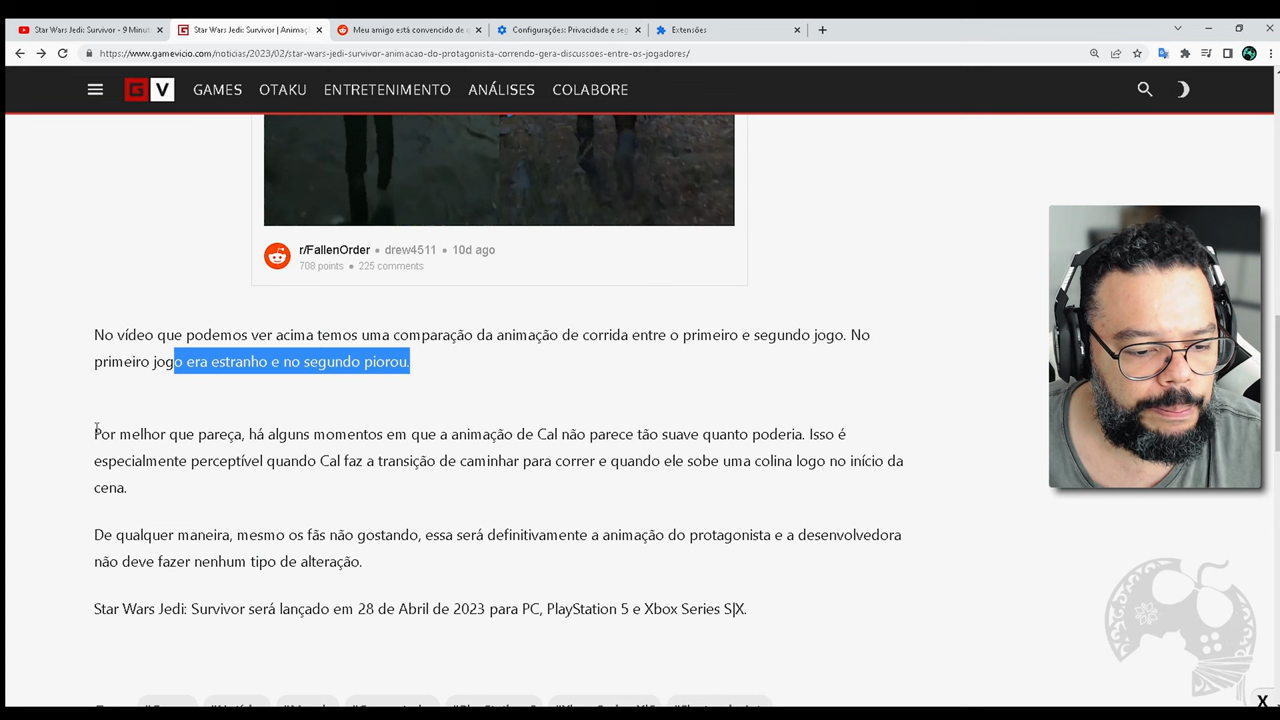 Star Wars Jedi: Survivor - 9 Minut
Star Wars Jedi: Survivor | Animaç
Meu amigo está convencido de q
Configurações: Privacidade e seg
Extensões
https://www.gamevicio.com/noticias/2023/02/star-wars-jedi-survivor-animacao-do-protagonista-correndo-gera-discussoes-entre-os-jogadores/
G V GAMES OTAKU ENTRETENIMENTO ANÁLISES COLABORE
r/FallenOrder • drew4511 • 10d ago
708 points • 225 comments
No vídeo que podemos ver acima temos uma comparação da animação de corrida entre o primeiro e segundo jogo. No
primeiro jogo era estranho e no segundo piorou.
Por melhor que pareça, há alguns momentos em que a animação de Cal não parece tão suave quanto poderia. Isso é
especialmente perceptível quando Cal faz a transição de caminhar para correr e quando ele sobe uma colina logo no início da
cena.
De qualquer maneira, mesmo os fãs não gostando, essa será definitivamente a animação do protagonista e a desenvolvedora
não deve fazer nenhum tipo de alteração.
Star Wars Jedi: Survivor será lançado em 28 de Abril de 2023 para PC, PlayStation 5 e Xbox Series S|X.
X